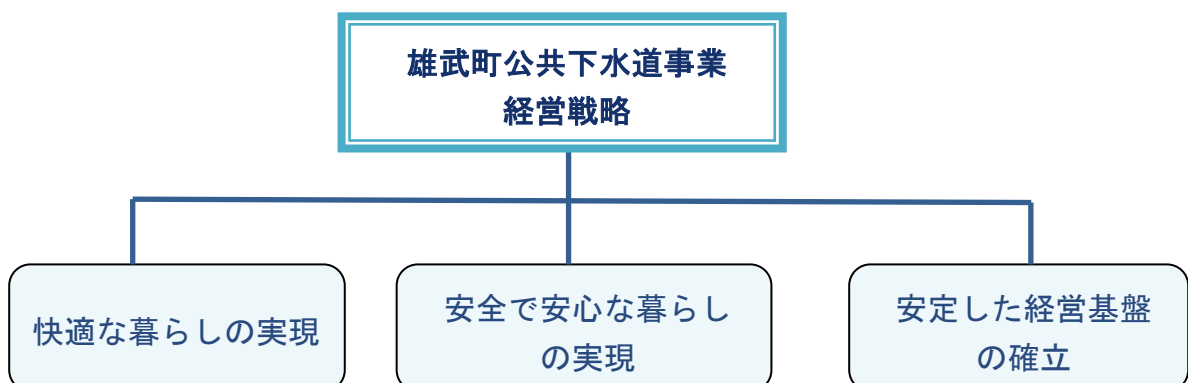 雄武町公共下水道事業
経営戦略
快適な暮らしの実現
安全で安心な暮らし
の実現
安定した経営基盤
の確立